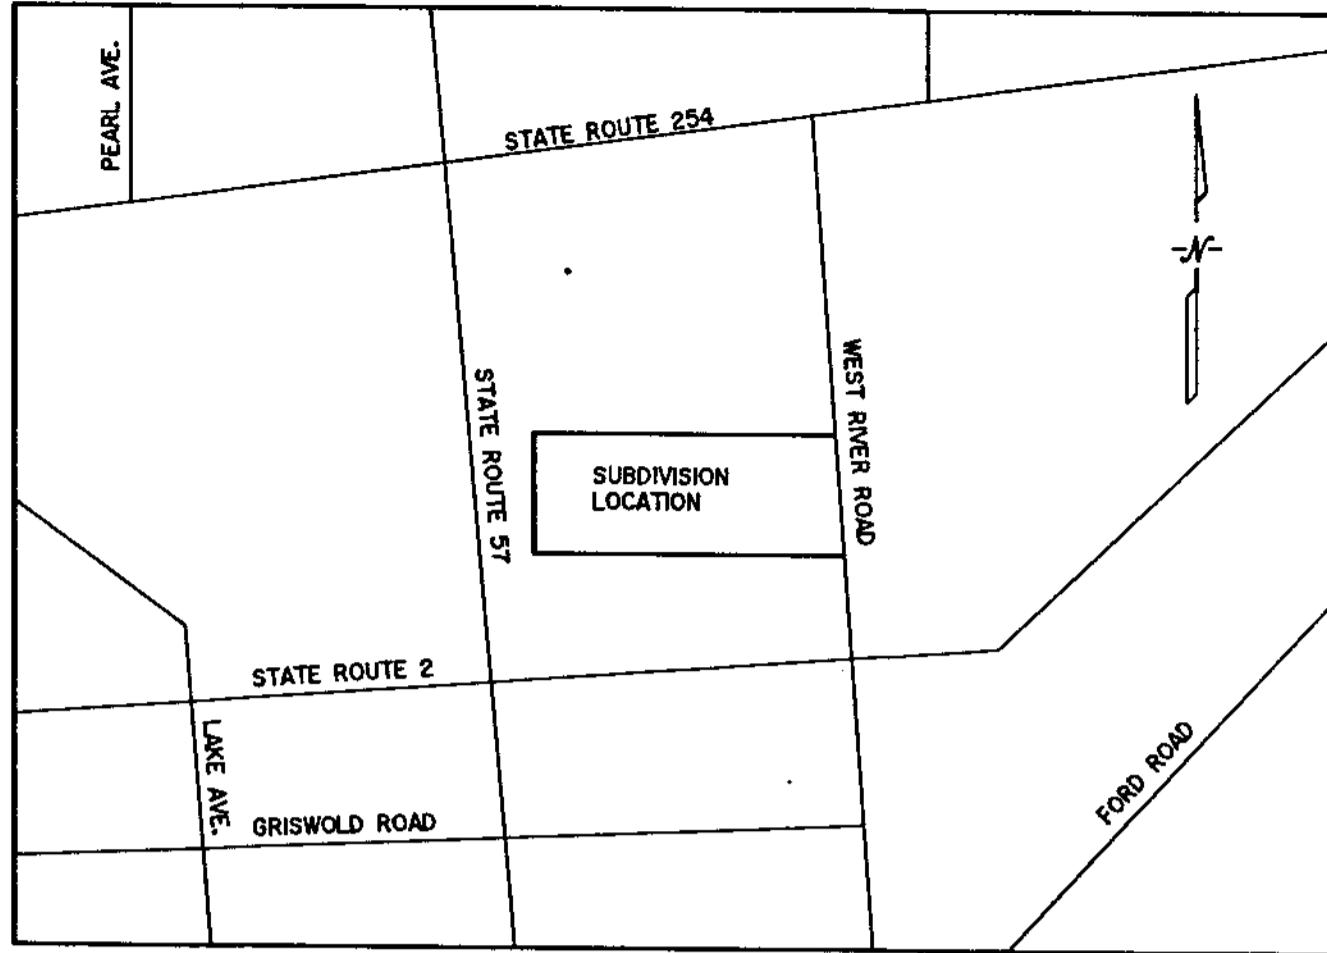 PEARL AVE.
STATE ROUTE 254
-N-
STATE ROUTE 57
WEST RIVER ROAD
SUBDIVISION
LOCATION
STATE ROUTE 2
LAKE AVE.
GRISWOLD ROAD
FORD ROAD